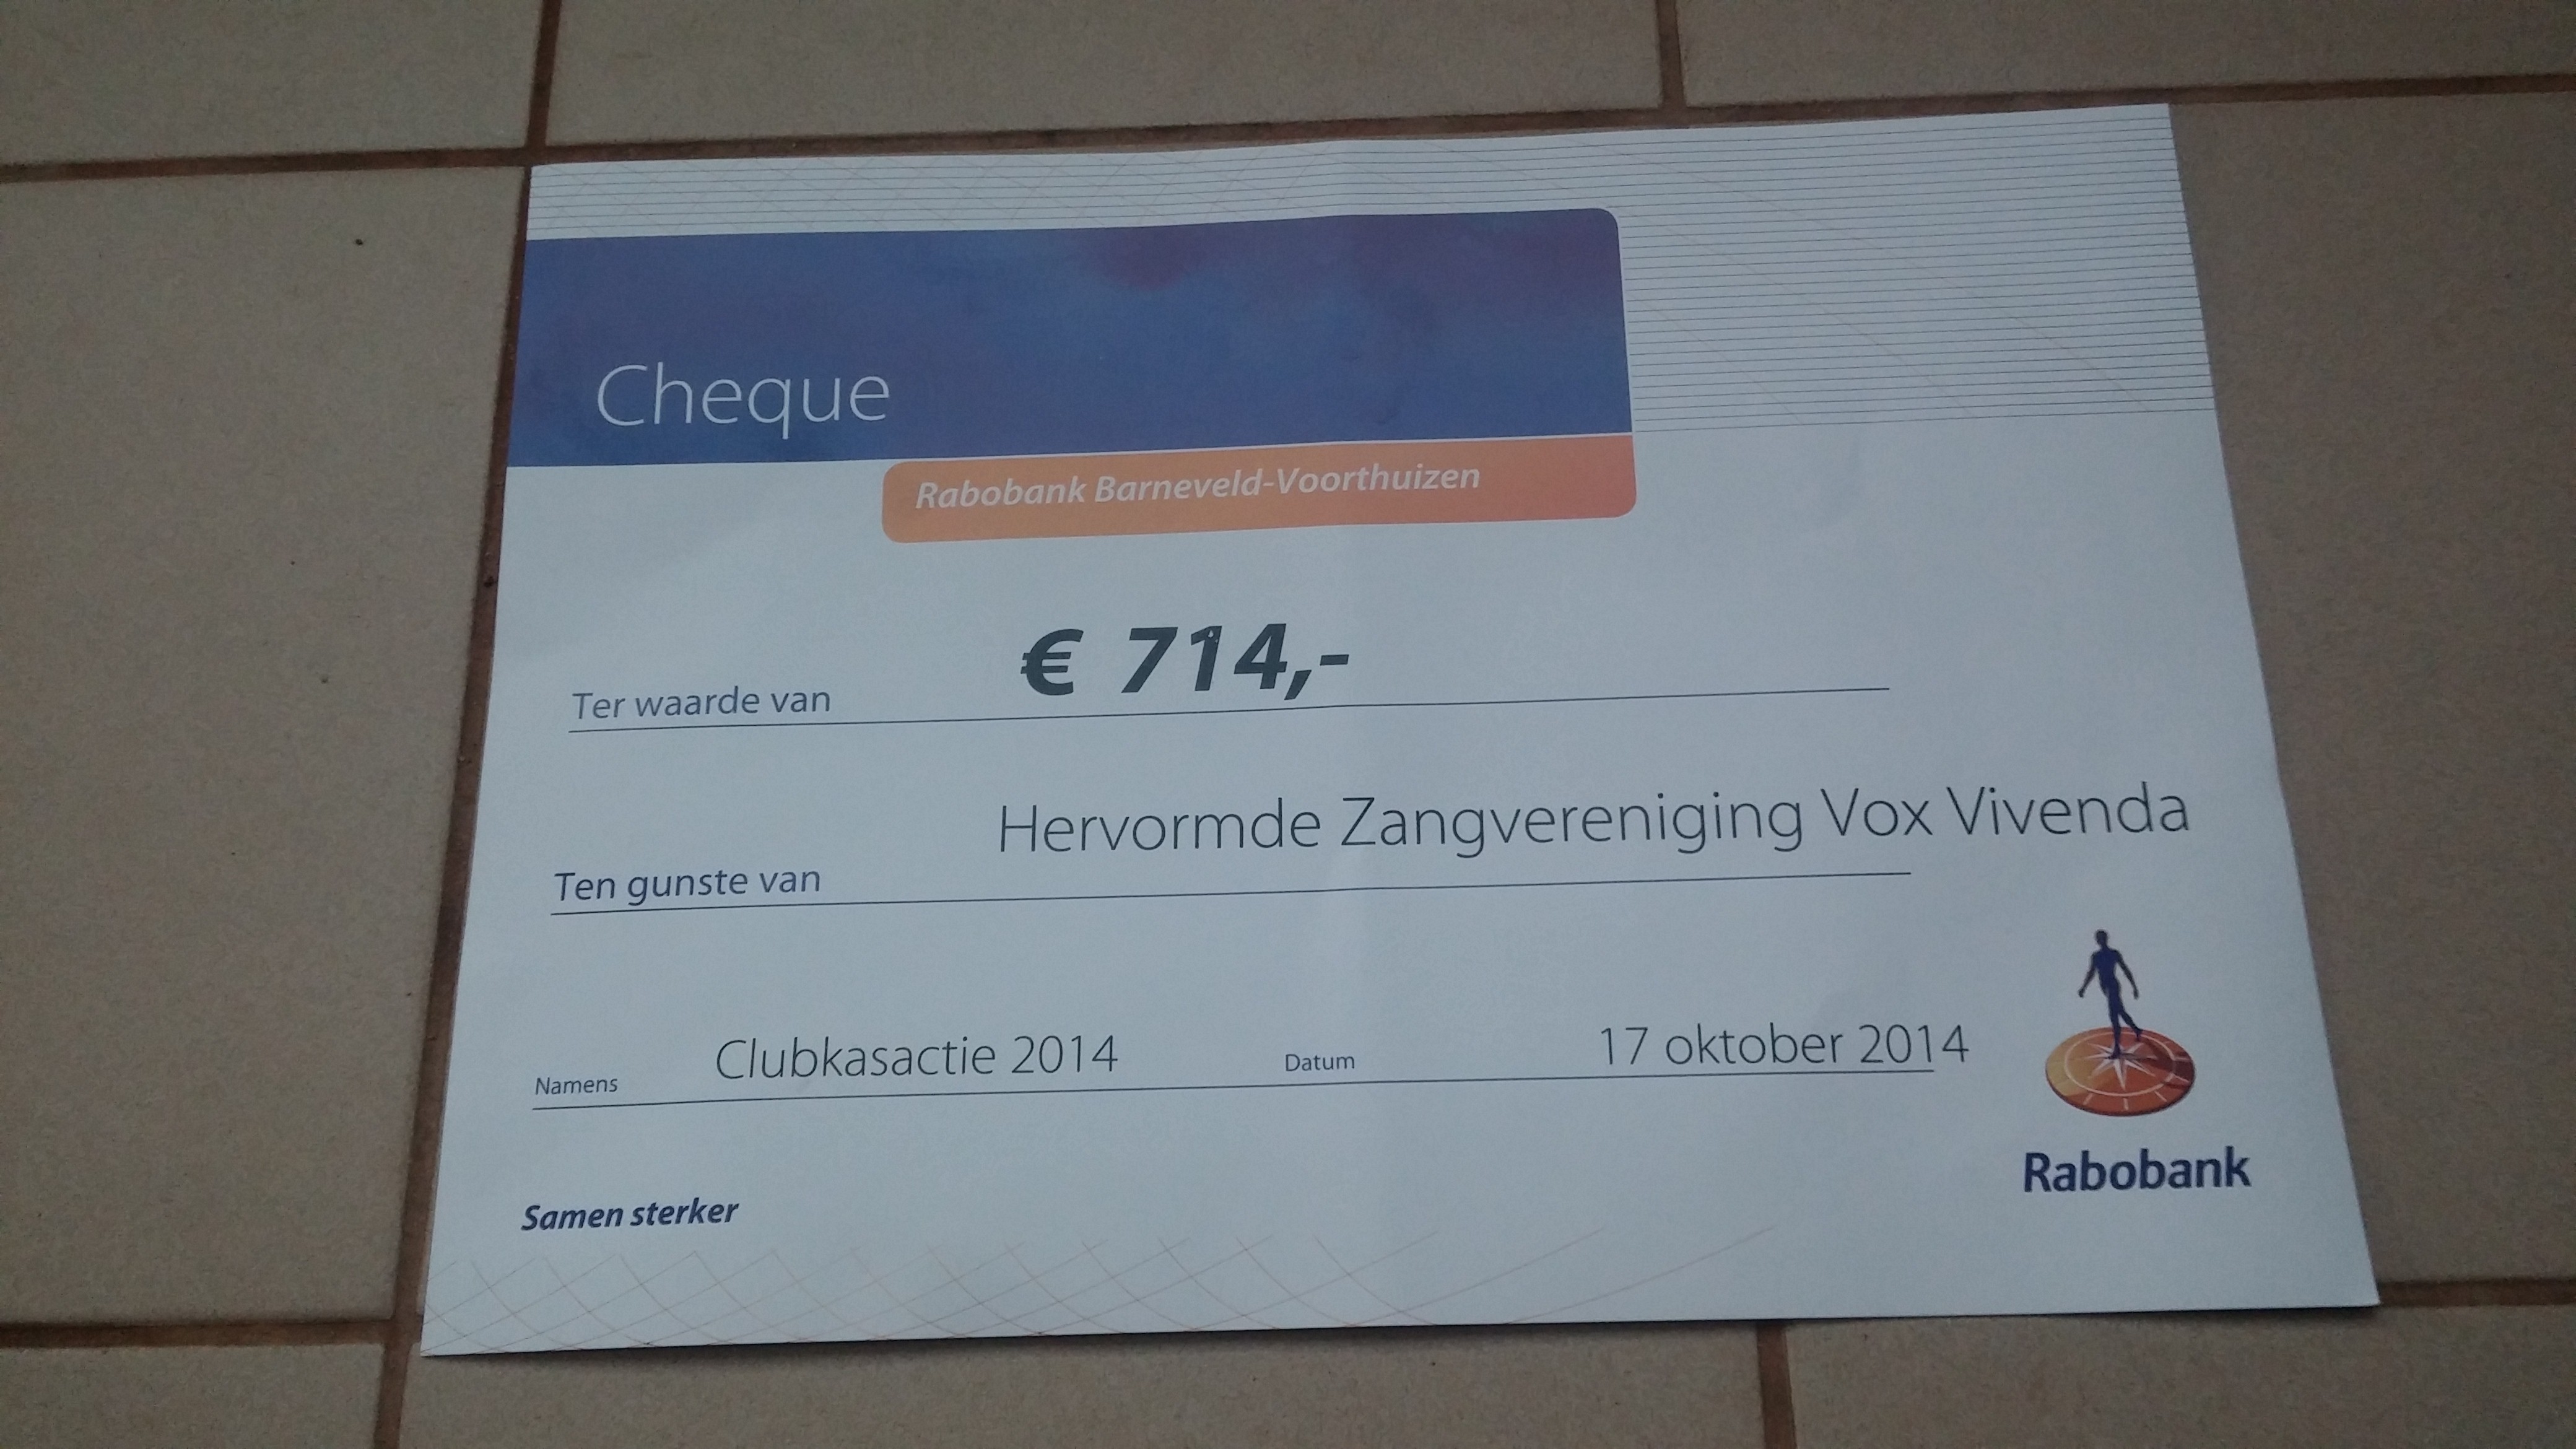 Cheque
Rabobank Barneveld-Voorthuizen
Ter waarde van € 714,-
Hervormde Zangvereniging Vox Vivenda
Ten gunste van
Namens Clubkasactie 2014 Datum 17 oktober 2014
Rabobank
Samen sterker